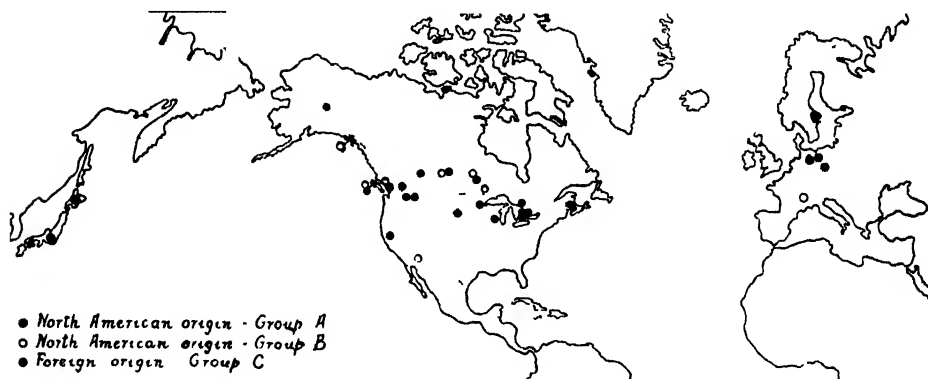 North American origin - Group A
North American origin - Group B
Foreign origin Group C